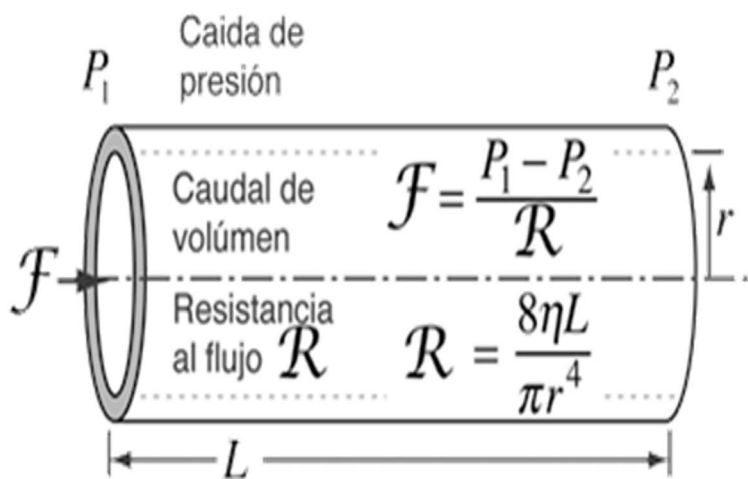 Caida de
presión
P₁
P₂
Caudal de
volúmen
ℱ = (P₁ − P₂) / ℛ
r
ℱ
Resistancia
al flujo ℛ
ℛ = 8ηL / πr⁴
L